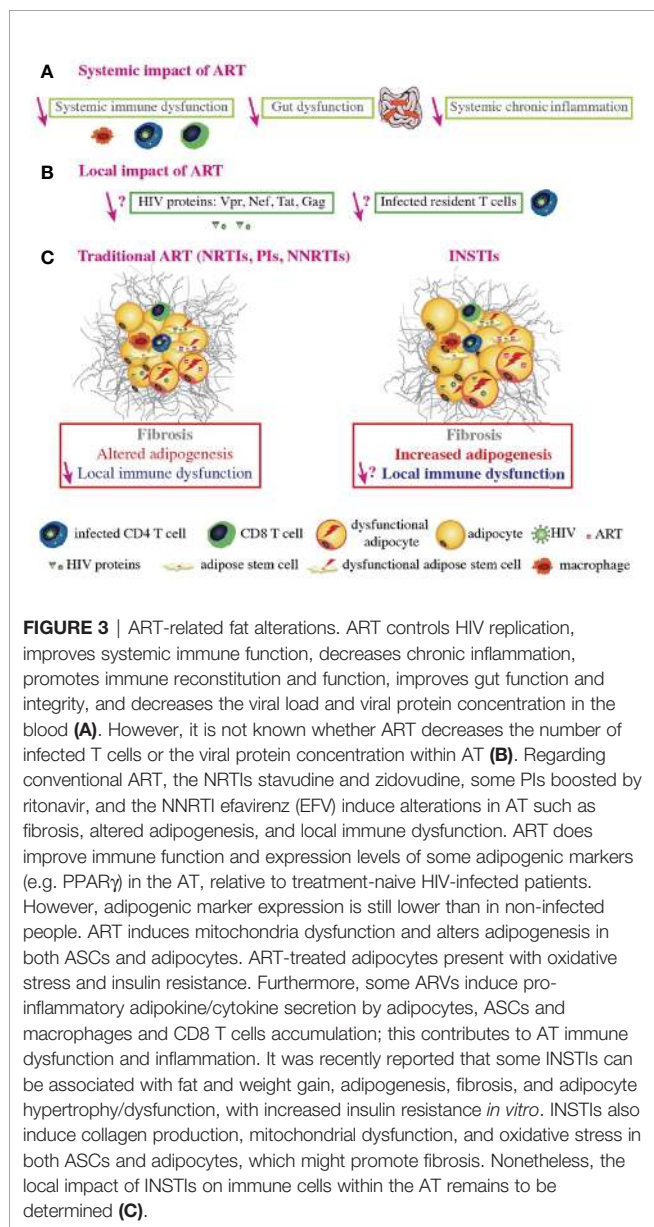 A Systemic impact of ART
Systemic immune dysfunction
Gut dysfunction
Systemic chronic inflammation
B Local impact of ART
? HIV proteins: Vpr, Nef, Tat, Gag
? Infected resident T cells
C Traditional ART (NRTIs, PIs, NNRTIs)
INSTIs
Fibrosis
Altered adipogenesis
Local immune dysfunction
Fibrosis
Increased adipogenesis
? Local immune dysfunction
infected CD4 T cell
CD8 T cell
dysfunctional
adipocyte
adipocyte
HIV
ART
HIV proteins
adipose stem cell
dysfunctional adipose stem cell
macrophage
FIGURE 3 | ART-related fat alterations. ART controls HIV replication,
improves systemic immune function, decreases chronic inflammation,
promotes immune reconstitution and function, improves gut function and
integrity, and decreases the viral load and viral protein concentration in the
blood (A). However, it is not known whether ART decreases the number of
infected T cells or the viral protein concentration within AT (B). Regarding
conventional ART, the NRTIs stavudine and zidovudine, some PIs boosted by
ritonavir, and the NNRTI efavirenz (EFV) induce alterations in AT such as
fibrosis, altered adipogenesis, and local immune dysfunction. ART does
improve immune function and expression levels of some adipogenic markers
(e.g. PPARγ) in the AT, relative to treatment-naive HIV-infected patients.
However, adipogenic marker expression is still lower than in non-infected
people. ART induces mitochondria dysfunction and alters adipogenesis in
both ASCs and adipocytes. ART-treated adipocytes present with oxidative
stress and insulin resistance. Furthermore, some ARVs induce pro-
inflammatory adipokine/cytokine secretion by adipocytes, ASCs and
macrophages and CD8 T cells accumulation; this contributes to AT immune
dysfunction and inflammation. It was recently reported that some INSTIs can
be associated with fat and weight gain, adipogenesis, fibrosis, and adipocyte
hypertrophy/dysfunction, with increased insulin resistance in vitro. INSTIs also
induce collagen production, mitochondrial dysfunction, and oxidative stress in
both ASCs and adipocytes, which might promote fibrosis. Nonetheless, the
local impact of INSTIs on immune cells within the AT remains to be
determined (C).